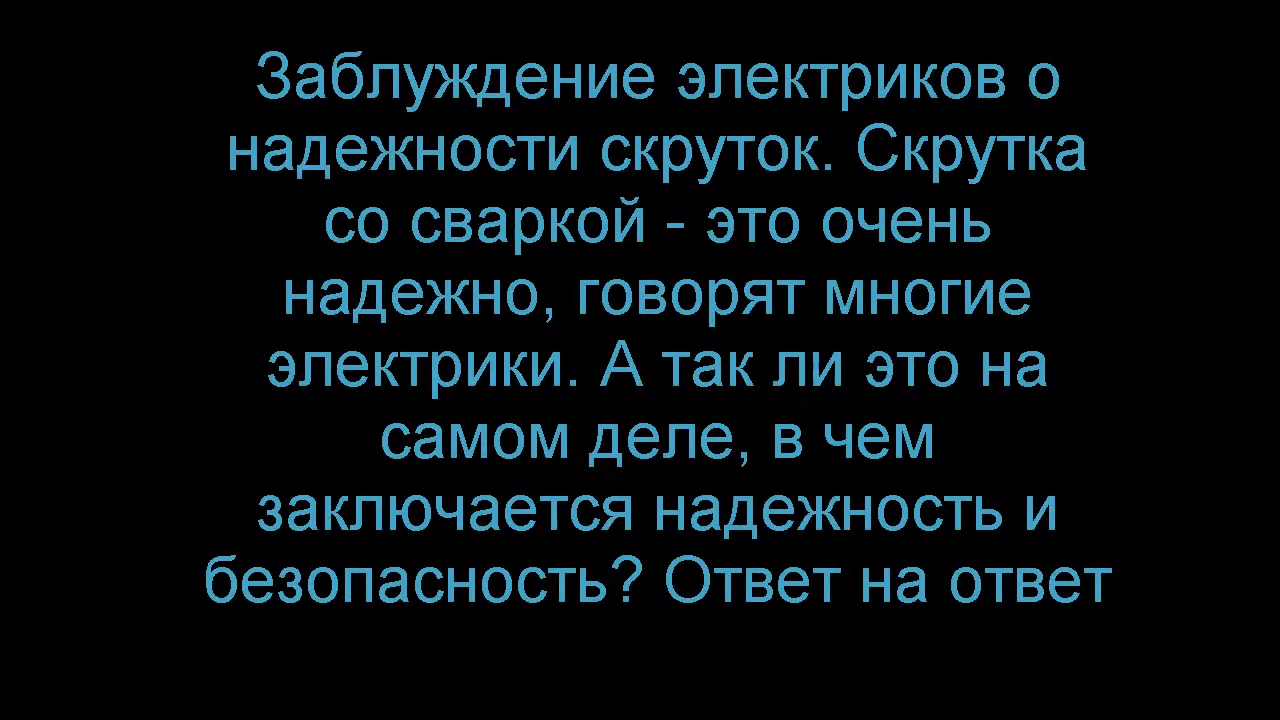 Заблуждение электриков о
надежности скруток. Скрутка
со сваркой - это очень
надежно, говорят многие
электрики. А так ли это на
самом деле, в чем
заключается надежность и
безопасность? Ответ на ответ